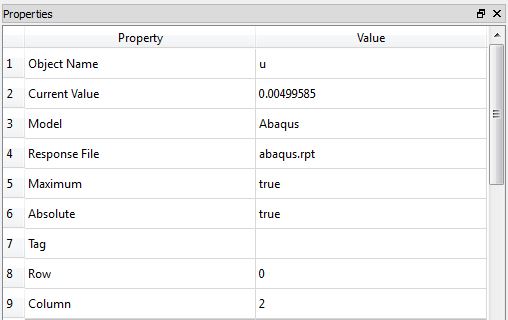 Properties
Property Value
1 Object Name u
2 Current Value 0.00499585
3 Model Abaqus
4 Response File abaqus.rpt
5 Maximum true
6 Absolute true
7 Tag
8 Row 0
9 Column 2